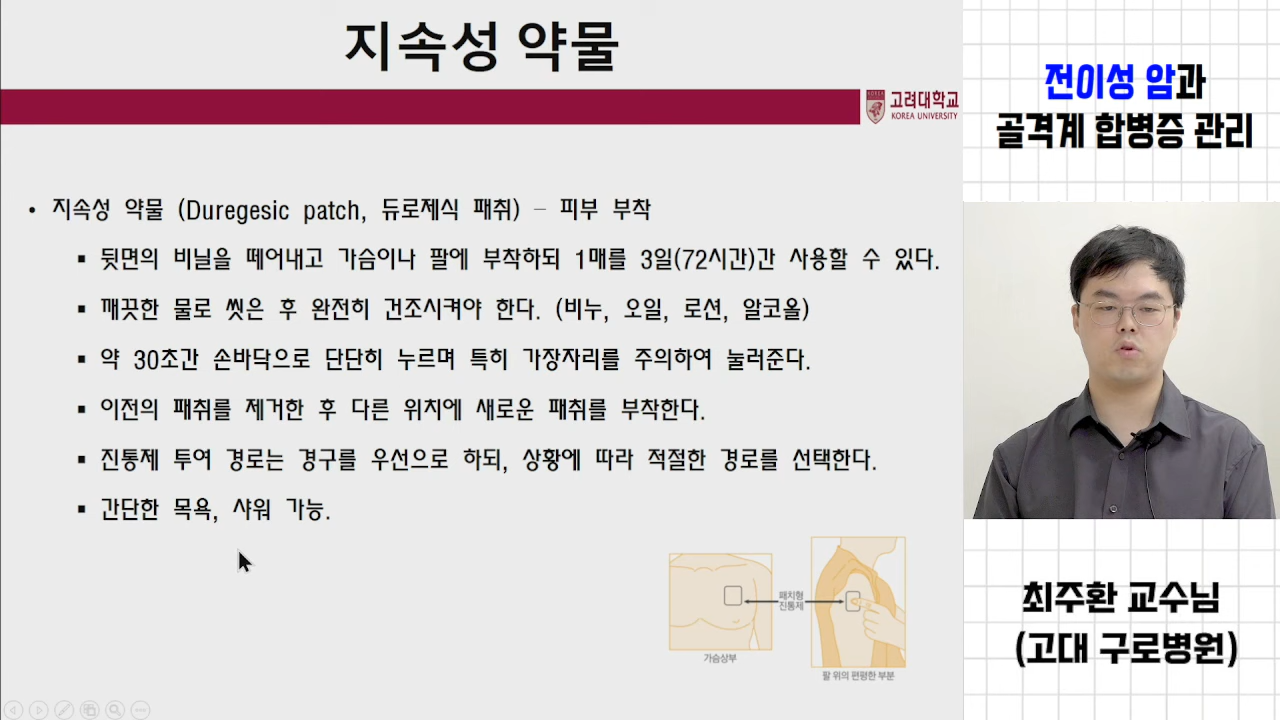 지속성 약물
고려대학교
KOREA UNIVERSITY
• 지속성 약물 (Duregesic patch, 듀로제식 패취) – 피부 부착
▪ 뒷면의 비닐을 떼어내고 가슴이나 팔에 부착하되 1매를 3일(72시간)간 사용할 수 있다.
▪ 깨끗한 물로 씻은 후 완전히 건조시켜야 한다. (비누, 오일, 로션, 알코올)
▪ 약 30초간 손바닥으로 단단히 누르며 특히 가장자리를 주의하여 눌러준다.
▪ 이전의 패취를 제거한 후 다른 위치에 새로운 패취를 부착한다.
▪ 진통제 투여 경로는 경구를 우선으로 하되, 상황에 따라 적절한 경로를 선택한다.
▪ 간단한 목욕, 샤워 가능.
패치형
진통제
가슴상부
팔 위의 편평한 부분
전이성 암과
골격계 합병증 관리
최주환 교수님
(고대 구로병원)